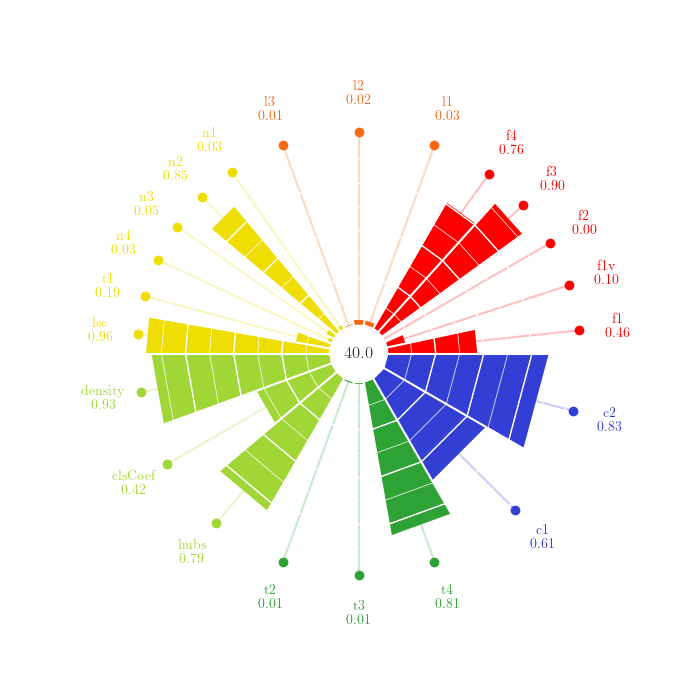 l2
0.02
l3
0.01
l1
0.03
n1
0.03
f4
0.76
n2
0.85
f3
0.90
n3
0.05
f2
0.00
n4
0.03
f1v
0.10
t1
0.19
lsc
0.96
f1
0.46
40.0
density
0.93
c2
0.83
clsCoef
0.42
hubs
0.79
c1
0.61
t2
0.01
t3
0.01
t4
0.81